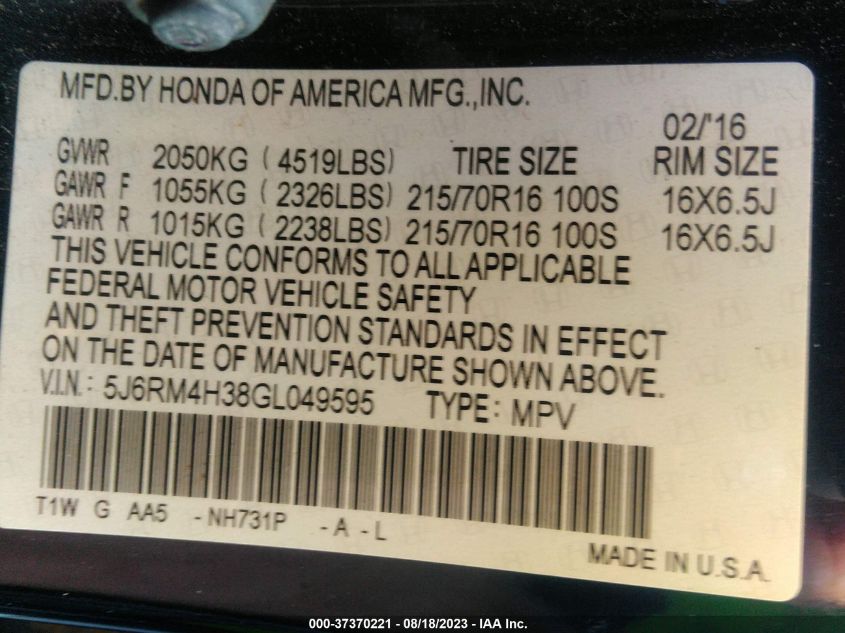 MFD.BY HONDA OF AMERICA MFG.,INC.
02/'16
GVWR 2050KG ( 4519LBS) TIRE SIZE RIM SIZE
GAWR F 1055KG ( 2326LBS) 215/70R16 100S 16X6.5J
GAWR R 1015KG ( 2238LBS) 215/70R16 100S 16X6.5J
THIS VEHICLE CONFORMS TO ALL APPLICABLE
FEDERAL MOTOR VEHICLE SAFETY
AND THEFT PREVENTION STANDARDS IN EFFECT
ON THE DATE OF MANUFACTURE SHOWN ABOVE.
V.I.N.: 5J6RM4H38GL049595 TYPE: MPV
T1W G AA5 -NH731P -A -L
MADE IN U.S.A.
000-37370221 - 08/18/2023 - IAA Inc.